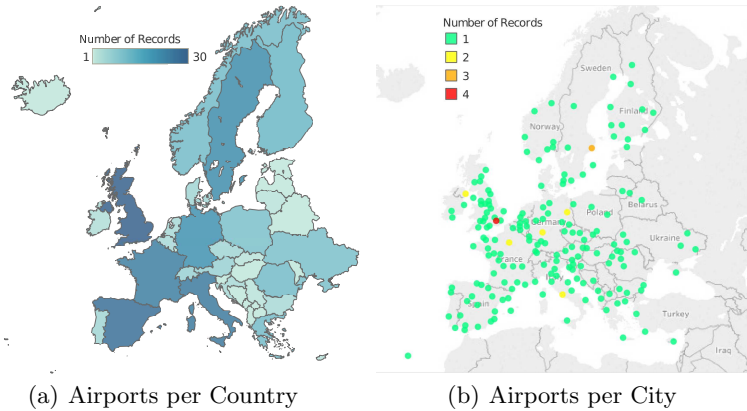 Number of Records
1 30
(a) Airports per Country
Number of Records
1
2
3
4
Sweden
Finland
Norway
Belarus
Poland
Germany
Ukraine
France
Spain
Turkey
Iraq
(b) Airports per City